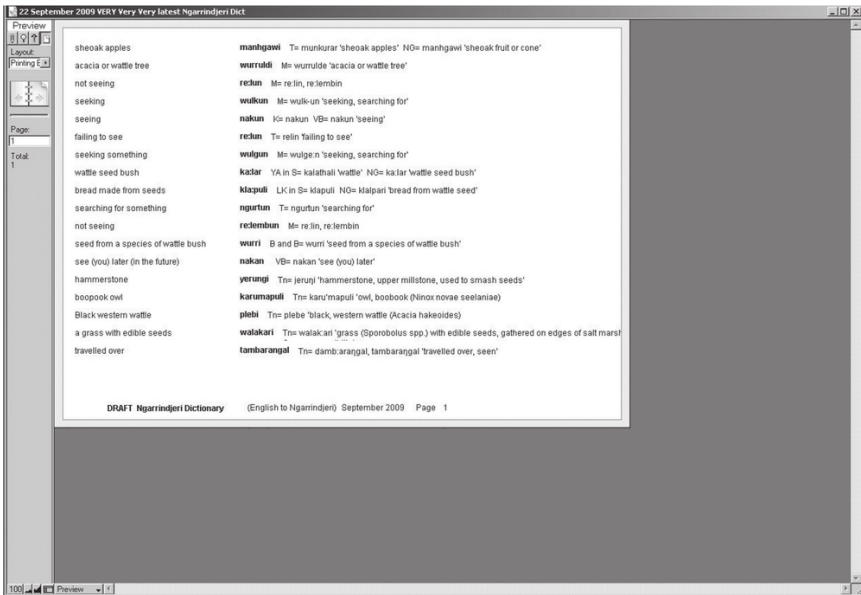 22 September 2009 VERY Very Very latest Ngarrindjeri Dict
Preview
Layout:
Printing E
Page:
1
Total:
1
sheoak apples manhgawi T= munkurar 'sheoak apples' NG= manhgawi 'sheoak fruit or cone'
acacia or wattle tree wurruldi M= wurrulde 'acacia or wattle tree'
not seeing re:lun M= re:lin, re:lembin
seeking wulkun M= wulk-un 'seeking, searching for'
seeing nakun K= nakun VB= nakun 'seeing'
failing to see re:lun T= relin 'failing to see'
seeking something wulgun M= wulge:n 'seeking, searching for'
wattle seed bush ka:lar YA in S= kalathali 'wattle' NG= ka:lar 'wattle seed bush'
bread made from seeds kla:puli LK in S= klapuli NG= klalpari 'bread from wattle seed'
searching for something ngurtun T= ngurtun 'searching for'
not seeing re:lembun M= re:lin, re:lembin
seed from a species of wattle bush wurri B and B= wurri 'seed from a species of wattle bush'
see (you) later (in the future) nakan VB= nakan 'see (you) later'
hammerstone yerungi Tn= jeruŋi 'hammerstone, upper millstone, used to smash seeds'
boopook owl karumapuli Tn= karu'mapuli 'owl, boobook (Ninox novae seelaniae)
Black western wattle plebi Tn= plebe 'black, western wattle (Acacia hakeoides)
a grass with edible seeds walakari Tn= walak:ari 'grass (Sporobolus spp.) with edible seeds, gathered on edges of salt marsh
travelled over tambarangal Tn= damb:araŋgal, tambaraŋgal 'travelled over, seen'
DRAFT Ngarrindjeri Dictionary (English to Ngarrindjeri) September 2009 Page 1
100 Preview